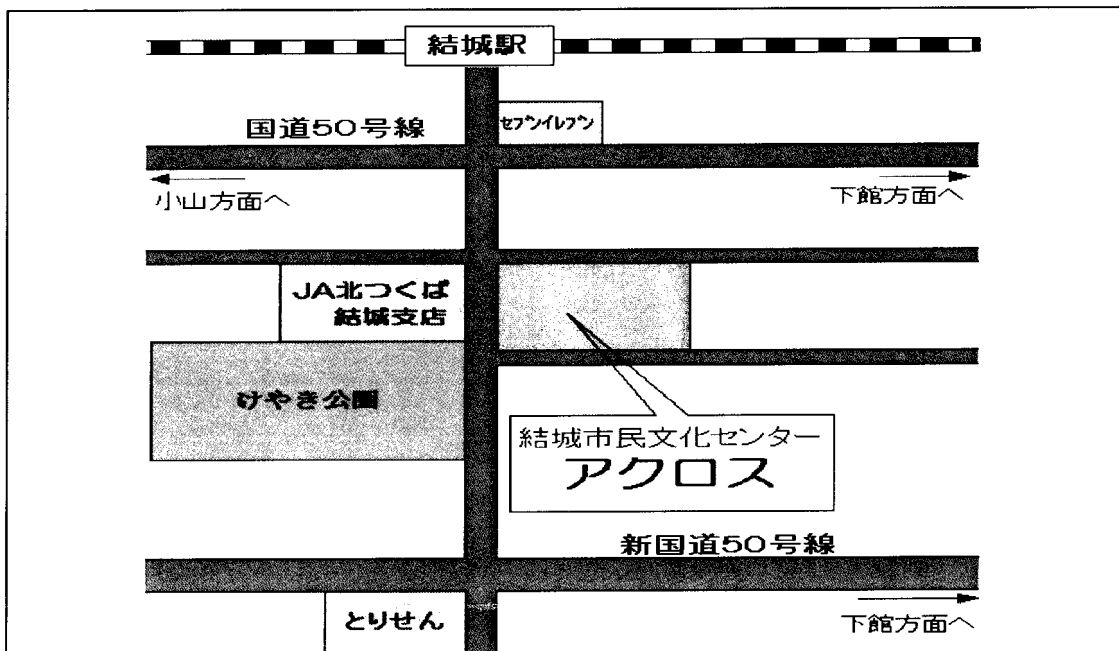 結城駅
セブンイレブン
国道50号線
小山方面へ
下館方面へ
JA北つくば
結城支店
けやき公園
結城市民文化センター
アクロス
新国道50号線
下館方面へ
とりせん